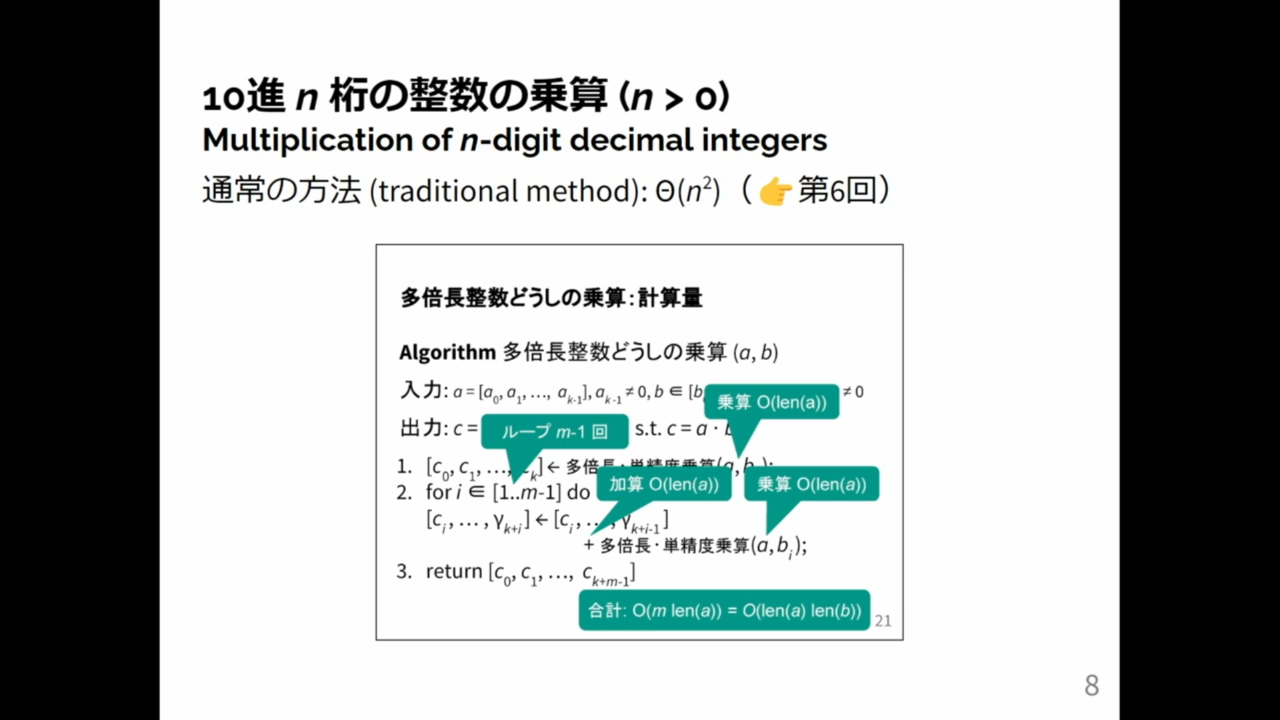 10進 n 桁の整数の乗算 (n > 0)
Multiplication of n-digit decimal integers
通常の方法 (traditional method): Θ(n²)（👉第6回）
多倍長整数どうしの乗算：計算量
Algorithm 多倍長整数どうしの乗算 (a, b)
入力: a = [a0, a1, …, ak-1], ak-1 ≠ 0, b ∈ [b ≠ 0
乗算 O(len(a))
出力: c = s.t. c = a ·
ループ m-1 回
1. [c0, c1, …, ck] ← 多倍長・単精度乗算(a, b);
加算 O(len(a))
乗算 O(len(a))
2. for i ∈ [1..m-1] do
[ci, … , γk+i] ← [ci, … γk+i-1]
+ 多倍長・単精度乗算(a, bi);
3. return [c0, c1, …, ck+m-1]
合計: O(m len(a)) = O(len(a) len(b))
21
8